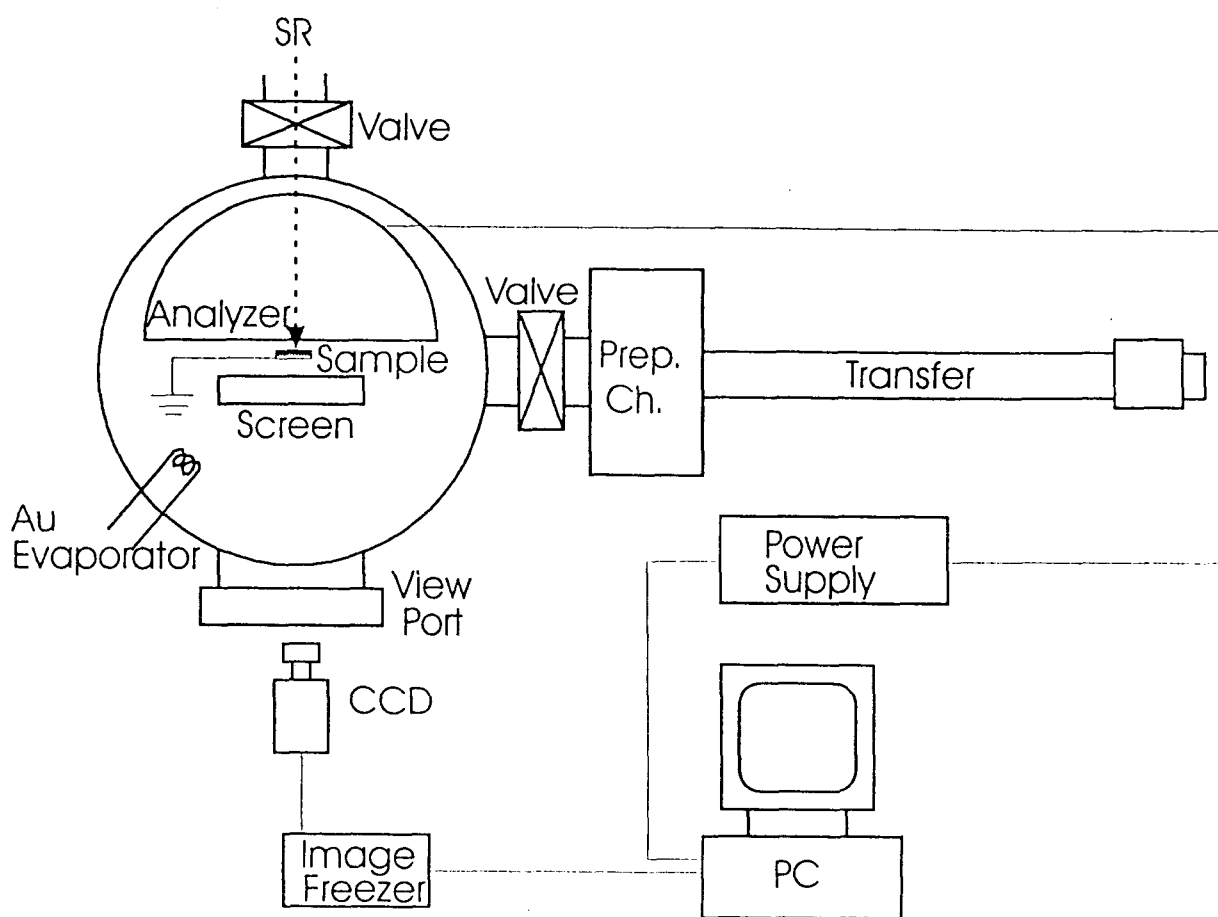 SR
Valve
Valve
Analyzer
Sample
Prep.
Ch.
Transfer
Screen
Au
Evaporator
Power
Supply
View
Port
CCD
Image
Freezer
PC